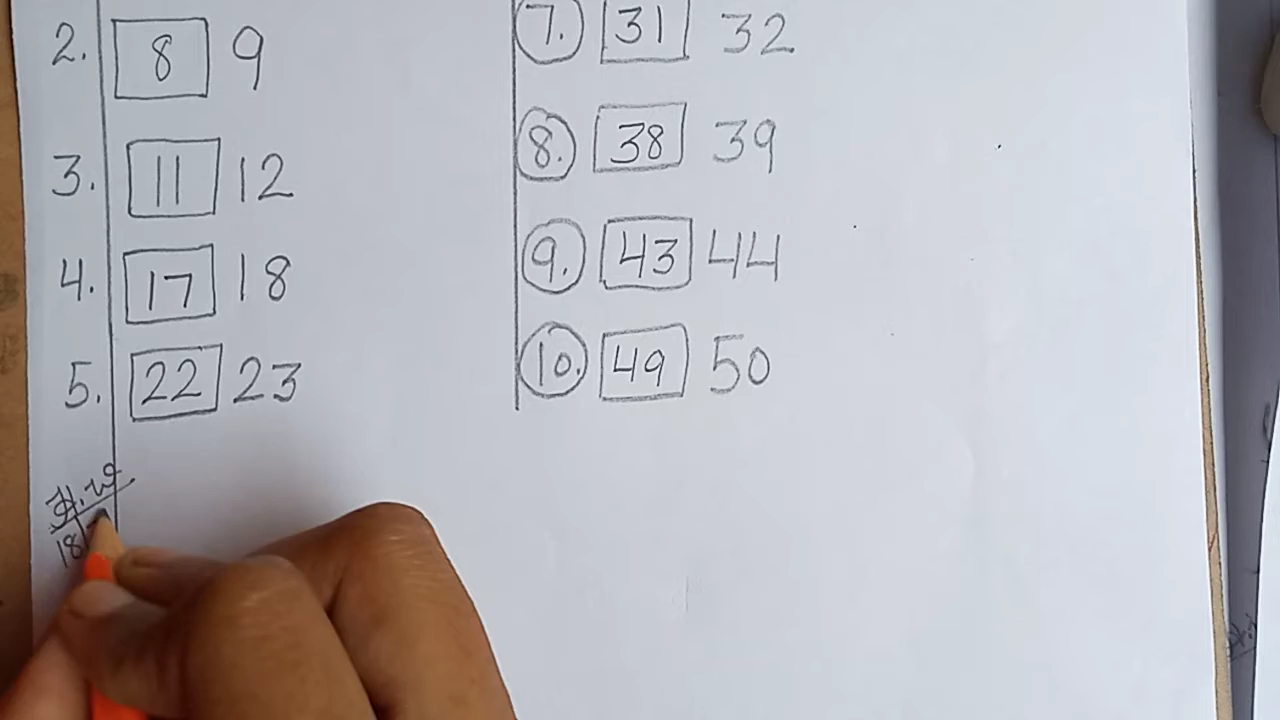 2. 8 9
3. 11 12
4. 17 18
5. 22 23
7. 31 32
8. 38 39
9. 43 44
10. 49 50
H.W
18